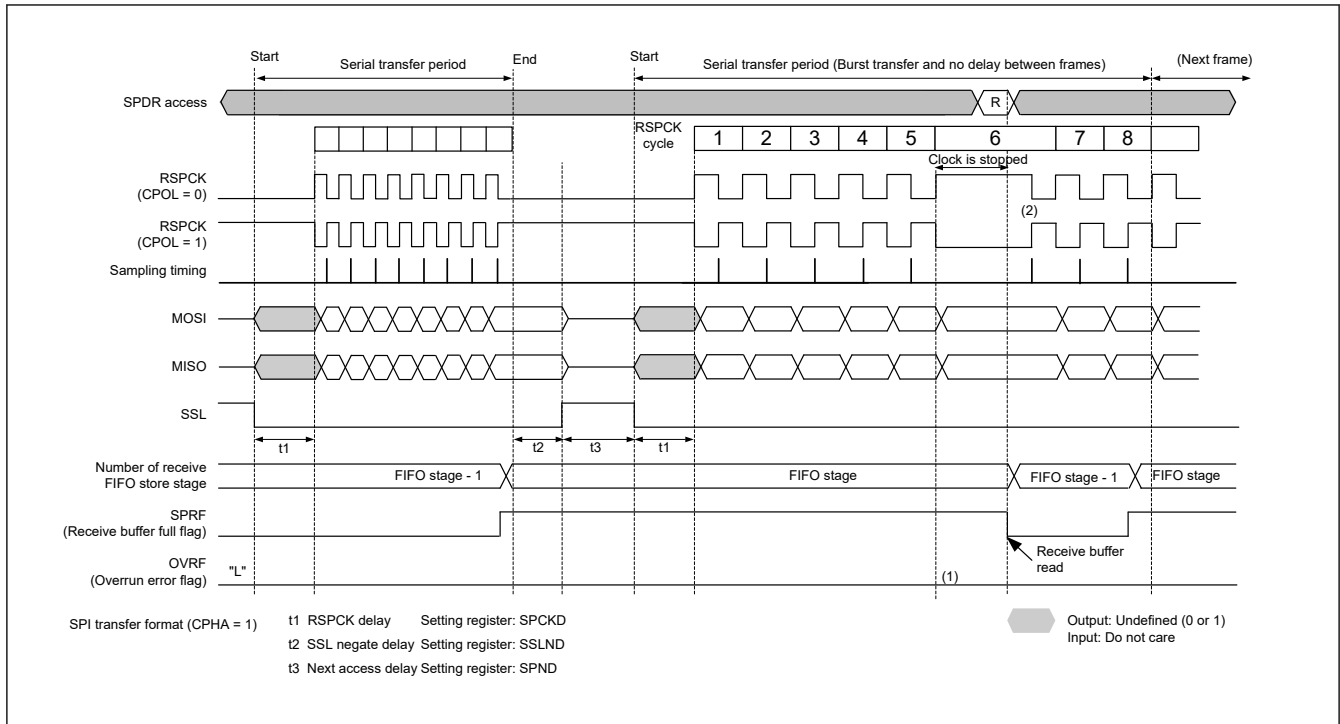 Start
End
Start
Serial transfer period
Serial transfer period (Burst transfer and no delay between frames)
(Next frame)
SPDR access
R
RSPCK
cycle
1 2 3 4 5 6 7 8
Clock is stopped
RSPCK
(CPOL = 0)
(2)
RSPCK
(CPOL = 1)
Sampling timing
MOSI
MISO
SSL
t1 t2 t3 t1
Number of receive
FIFO store stage
FIFO stage - 1 FIFO stage FIFO stage - 1 FIFO stage
SPRF
(Receive buffer full flag)
Receive buffer
read
OVRF
(Overrun error flag)
"L"
(1)
SPI transfer format (CPHA = 1)
t1 RSPCK delay Setting register: SPCKD
t2 SSL negate delay Setting register: SSLND
t3 Next access delay Setting register: SPND
Output: Undefined (0 or 1)
Input: Do not care